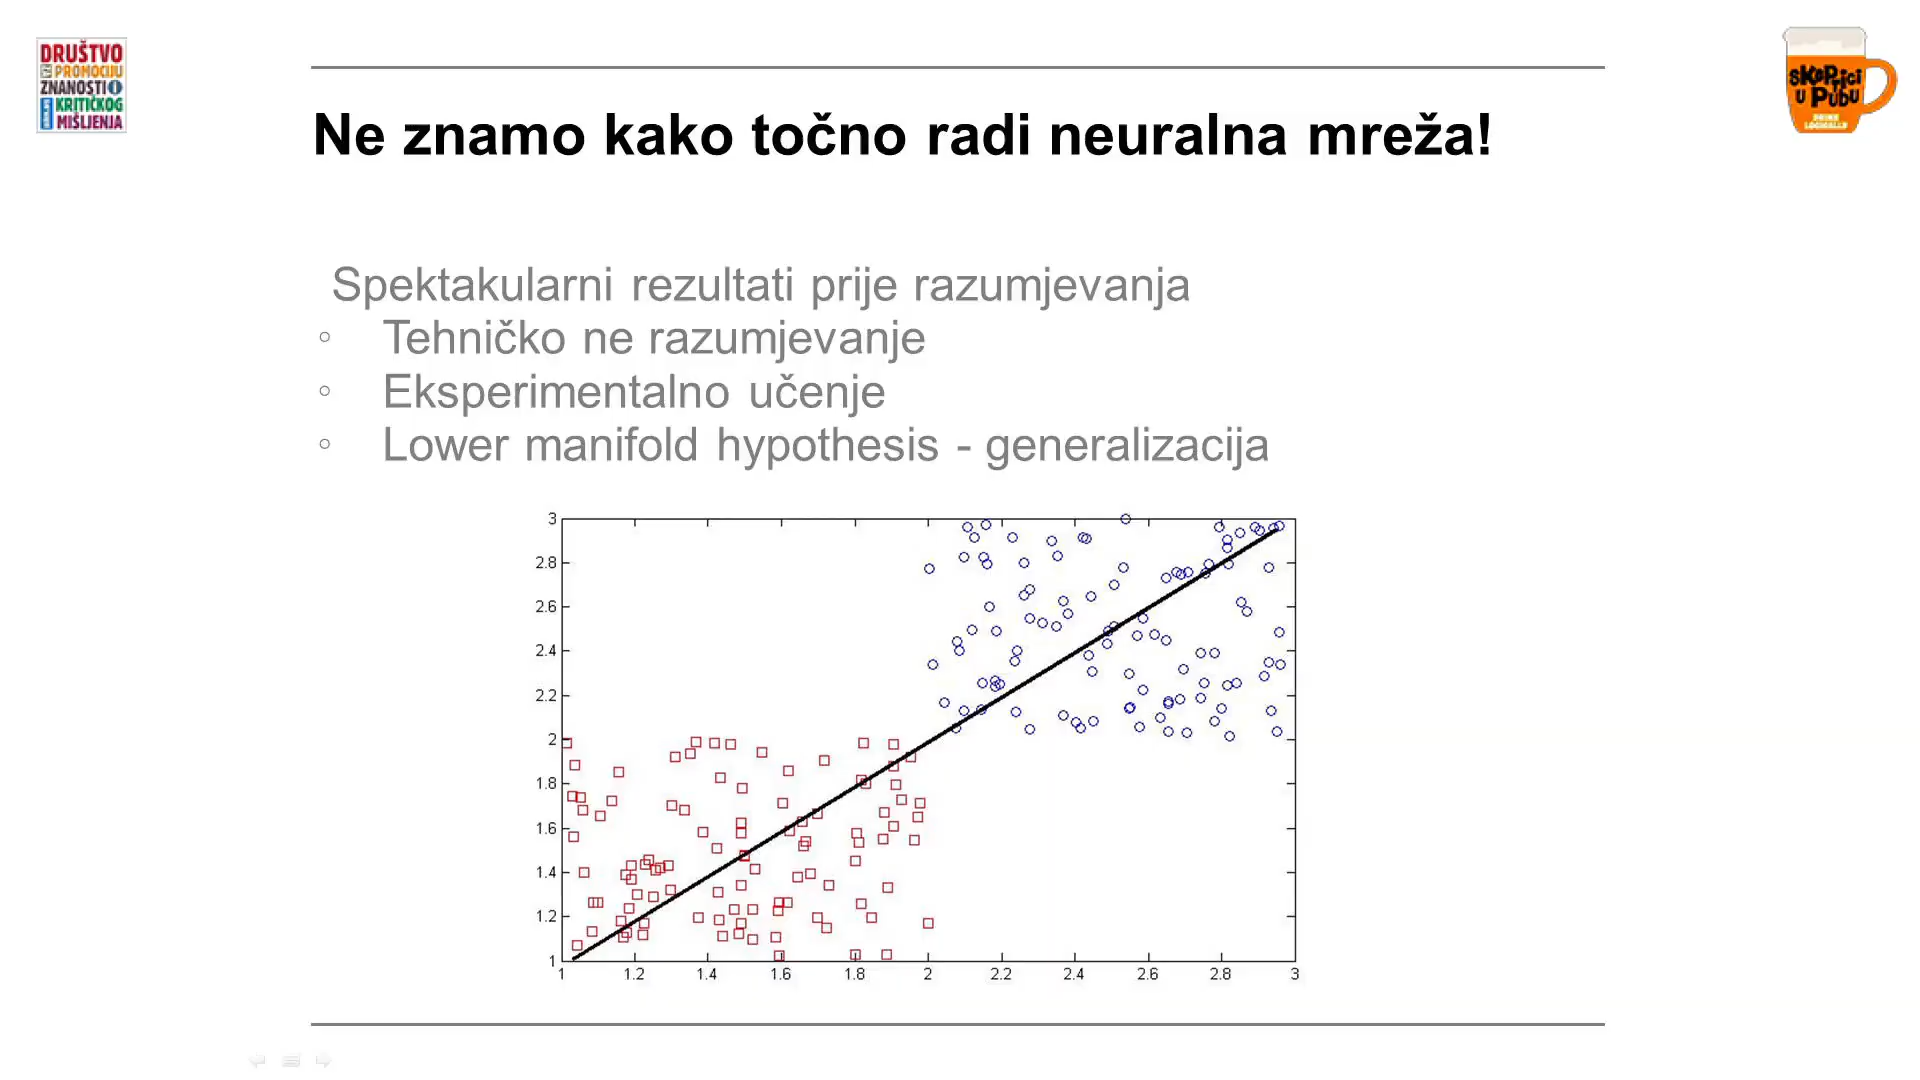 DRUŠTVO
ZA PROMOCIJU
ZNANOSTI I
KRITIČKOG
MIŠLJENJA
SKEPTICI
U PUBU
DRINK
LOGICALLY
Ne znamo kako točno radi neuralna mreža!
Spektakularni rezultati prije razumjevanja
◦ Tehničko ne razumjevanje
◦ Eksperimentalno učenje
◦ Lower manifold hypothesis - generalizacija
3
2.8
2.6
2.4
2.2
2
1.8
1.6
1.4
1.2
1
1 1.2 1.4 1.6 1.8 2 2.2 2.4 2.6 2.8 3